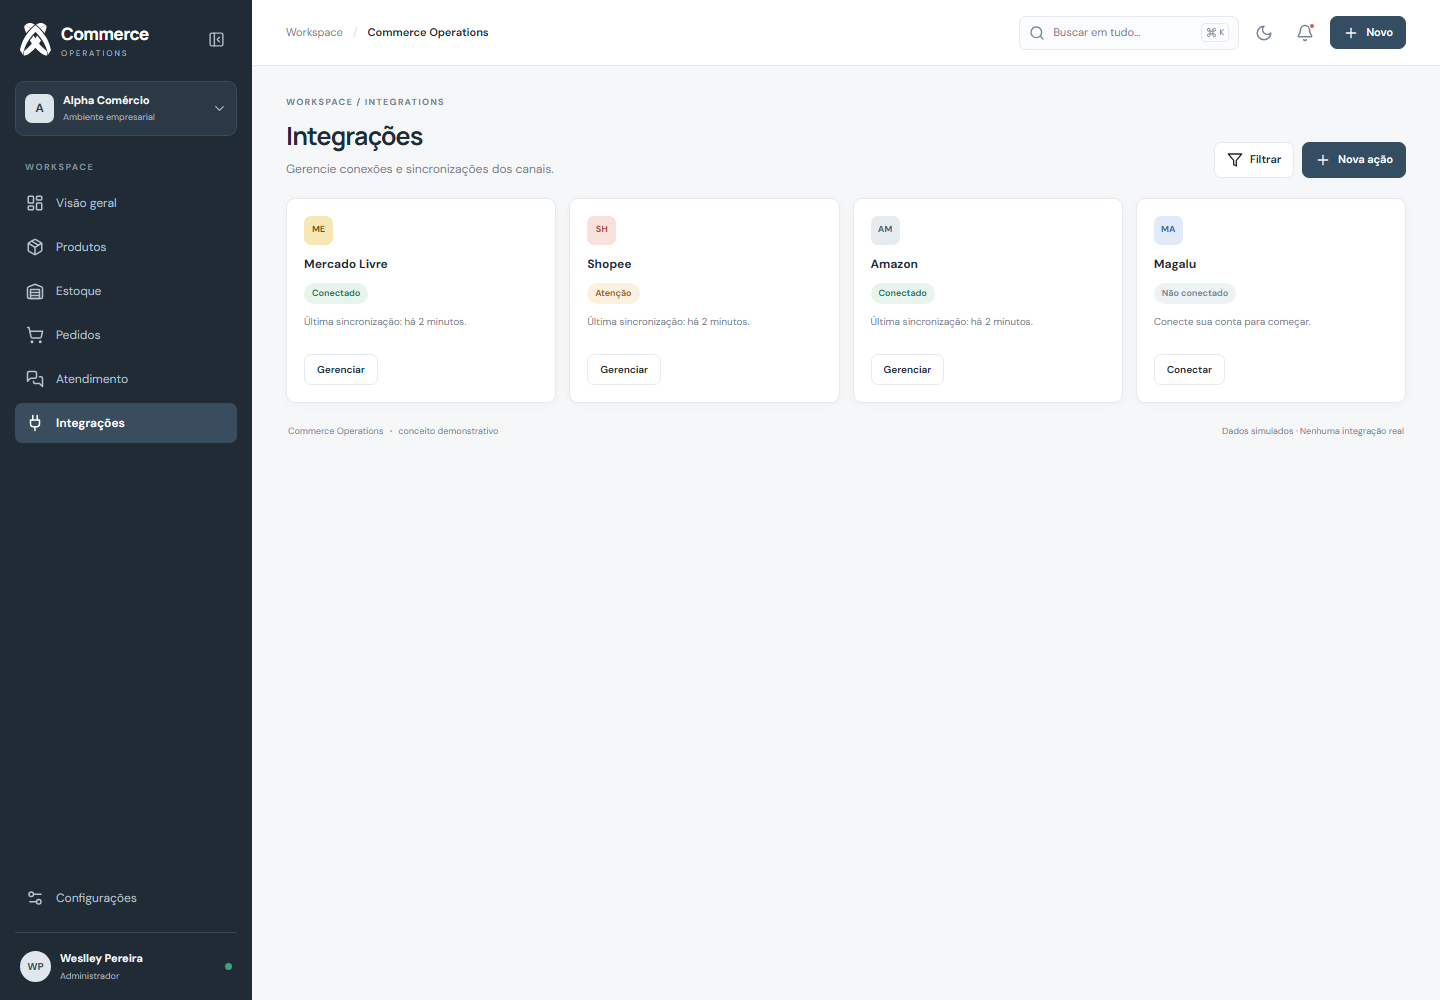 Commerce
OPERATIONS
A
Alpha Comércio
Ambiente empresarial
WORKSPACE
Visão geral
Produtos
Estoque
Pedidos
Atendimento
Integrações
Configurações
WP
Weslley Pereira
Administrador
Workspace / Commerce Operations
Buscar em tudo...
⌘ K
Novo
WORKSPACE / INTEGRATIONS
Integrações
Gerencie conexões e sincronizações dos canais.
Filtrar
Nova ação
ME
Mercado Livre
Conectado
Última sincronização: há 2 minutos.
Gerenciar
SH
Shopee
Atenção
Última sincronização: há 2 minutos.
Gerenciar
AM
Amazon
Conectado
Última sincronização: há 2 minutos.
Gerenciar
MA
Magalu
Não conectado
Conecte sua conta para começar.
Conectar
Commerce Operations • conceito demonstrativo
Dados simulados · Nenhuma integração real